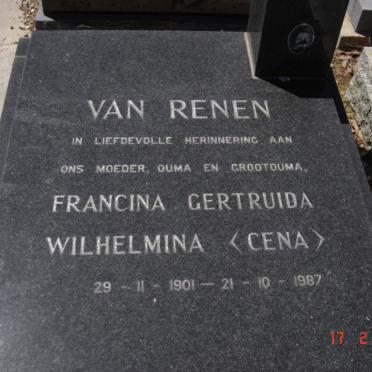 VAN RENEN
IN LIEFDEVOLLE HERINNERING AAN
ONS MOEDER, OUMA EN GROOTOUMA,
FRANCINA GERTRUIDA
WILHELMINA <CENA>
29 - 11 - 1901 — 21 - 10 - 1987
17 2